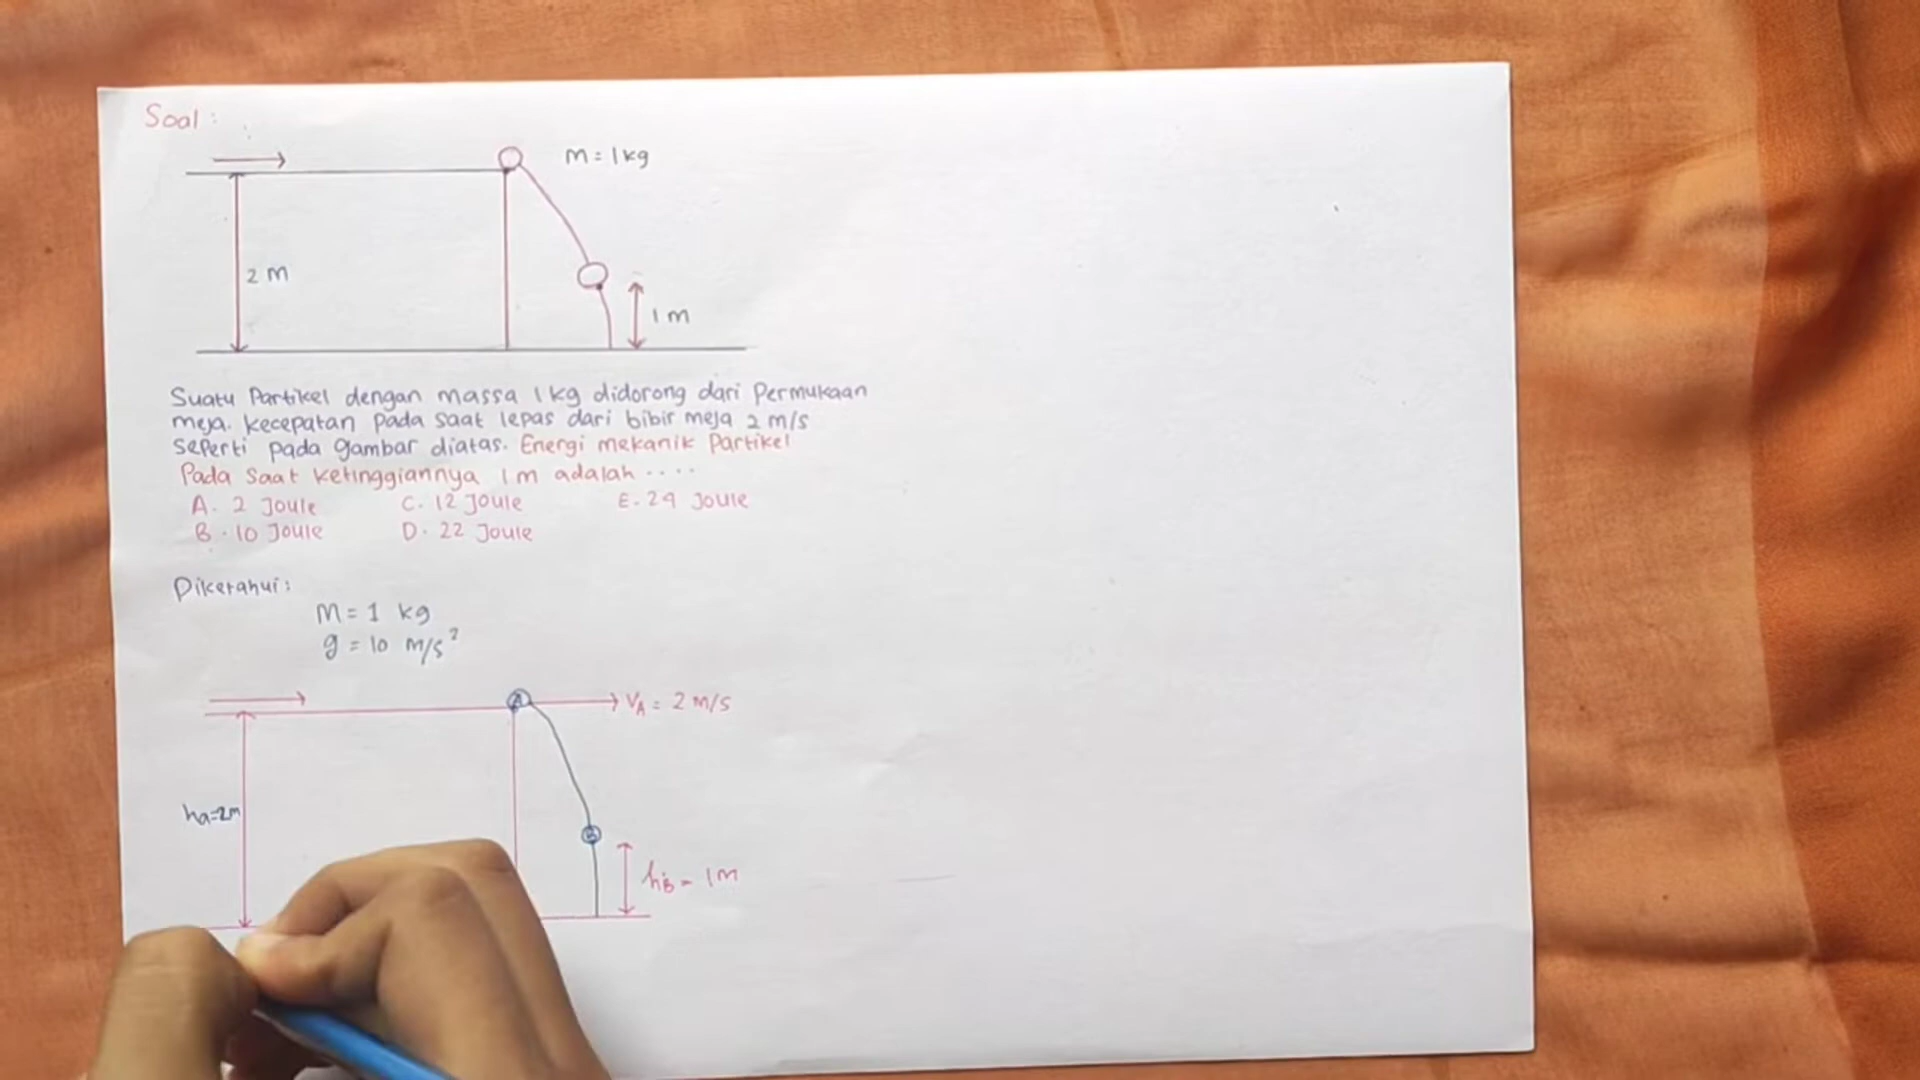 Soal :
m = 1 kg
2 m
1 m
Suatu Partikel dengan massa 1 kg didorong dari Permukaan
meja. kecepatan pada saat lepas dari bibir meja 2 m/s
seperti pada gambar diatas. Energi mekanik Partikel
Pada saat ketinggiannya 1 m adalah ....
A. 2 Joule C. 12 Joule E. 24 Joule
B. 10 Joule D. 22 Joule
Diketahui :
m = 1 kg
g = 10 m/s²
A VA = 2 m/s
ha=2m
B
hB = 1m